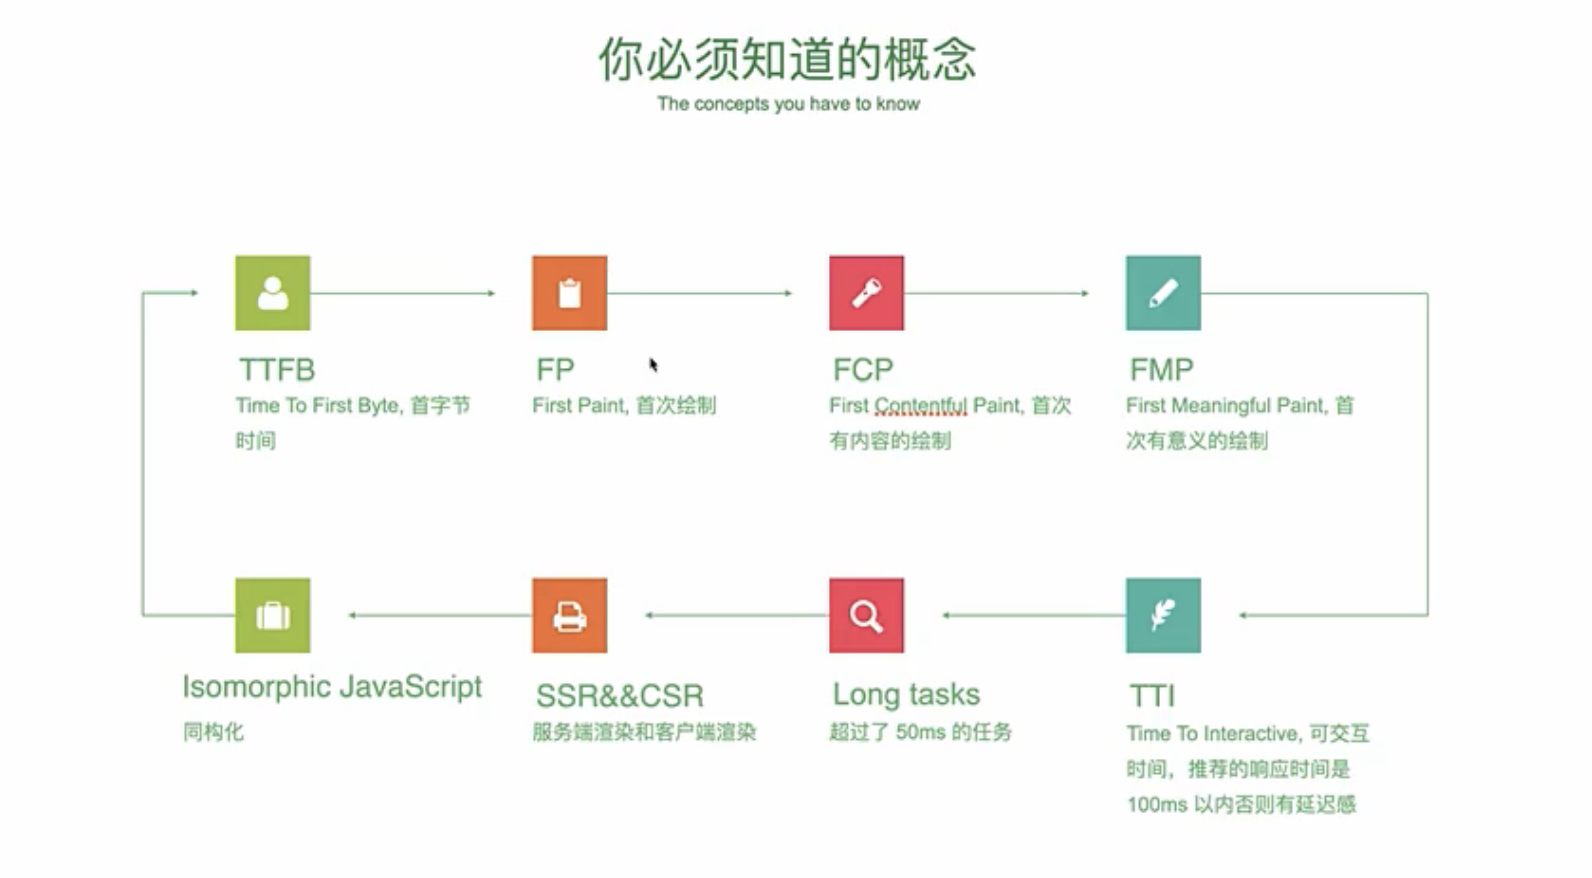 你必须知道的概念
The concepts you have to know
TTFB
Time To First Byte, 首字节
时间
FP
First Paint, 首次绘制
FCP
First Contentful Paint, 首次
有内容的绘制
FMP
First Meaningful Paint, 首
次有意义的绘制
Isomorphic JavaScript
同构化
SSR&&CSR
服务端渲染和客户端渲染
Long tasks
超过了 50ms 的任务
TTI
Time To Interactive, 可交互
时间，推荐的响应时间是
100ms 以内否则有延迟感